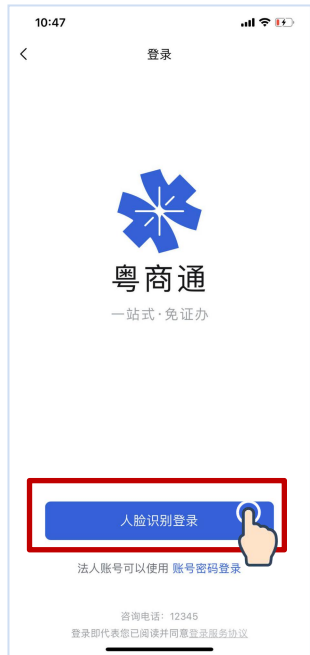 10:47
登录
粤商通
一站式·免证办
人脸识别登录
法人账号可以使用 账号密码登录
咨询电话：12345
登录即代表您已阅读并同意登录服务协议